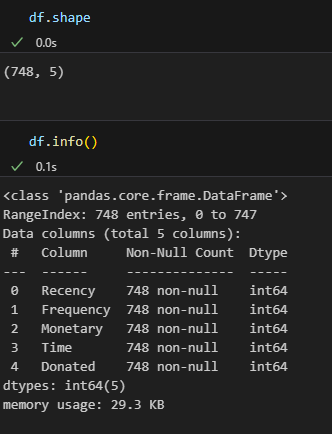 df.shape
0.0s
(748, 5)
df.info()
0.1s
<class 'pandas.core.frame.DataFrame'>
RangeIndex: 748 entries, 0 to 747
Data columns (total 5 columns):
 #   Column     Non-Null Count  Dtype
---  ------     --------------  -----
 0   Recency    748 non-null    int64
 1   Frequency  748 non-null    int64
 2   Monetary   748 non-null    int64
 3   Time       748 non-null    int64
 4   Donated    748 non-null    int64
dtypes: int64(5)
memory usage: 29.3 KB